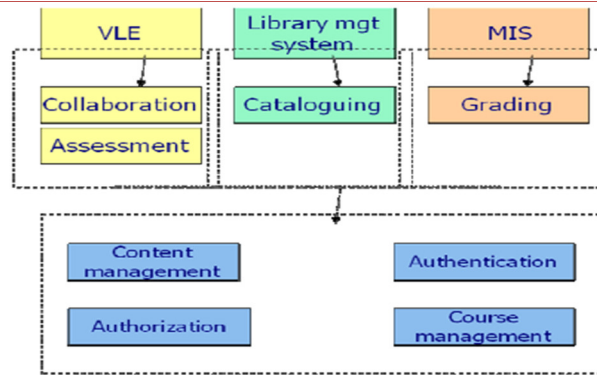 VLE
Library mgt
system
MIS
Collaboration
Cataloguing
Grading
Assessment
Content
management
Authentication
Authorization
Course
management